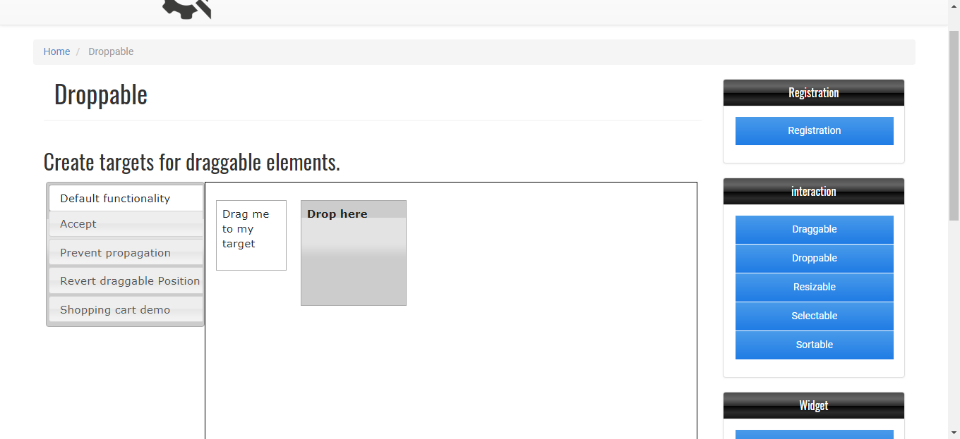 Home / Droppable
Droppable
Create targets for draggable elements.
Default functionality
Accept
Prevent propagation
Revert draggable Position
Shopping cart demo
Drag me
to my
target
Drop here
Registration
Registration
interaction
Draggable
Droppable
Resizable
Selectable
Sortable
Widget